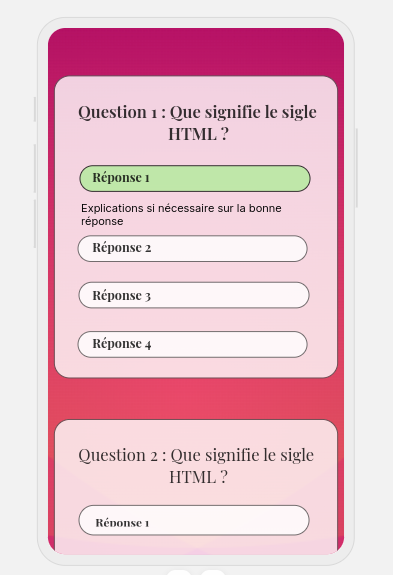 Question 1 : Que signifie le sigle
HTML ?
Réponse 1
Explications si nécessaire sur la bonne
réponse
Réponse 2
Réponse 3
Réponse 4
Question 2 : Que signifie le sigle
HTML ?
Réponse 1